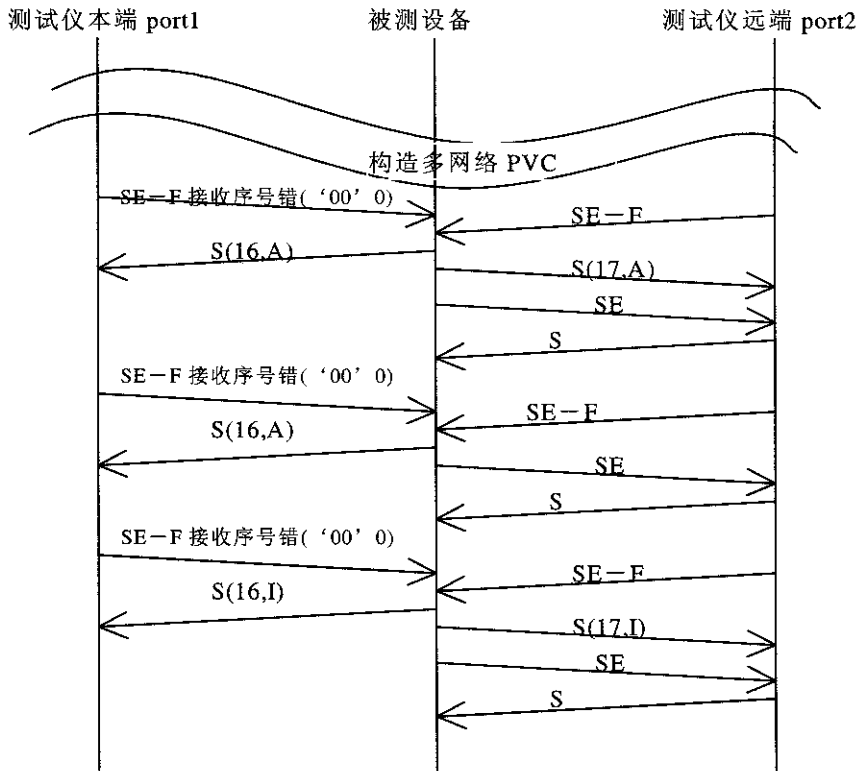 测试仪本端 port1
被测设备
测试仪远端 port2
构造多网络 PVC
SE－F 接收序号错(‘00’0)
SE－F
S(16,A)
S(17,A)
SE
S
SE－F 接收序号错(‘00’0)
SE－F
S(16,A)
SE
S
SE－F 接收序号错(‘00’0)
SE－F
S(16,I)
S(17,I)
SE
S